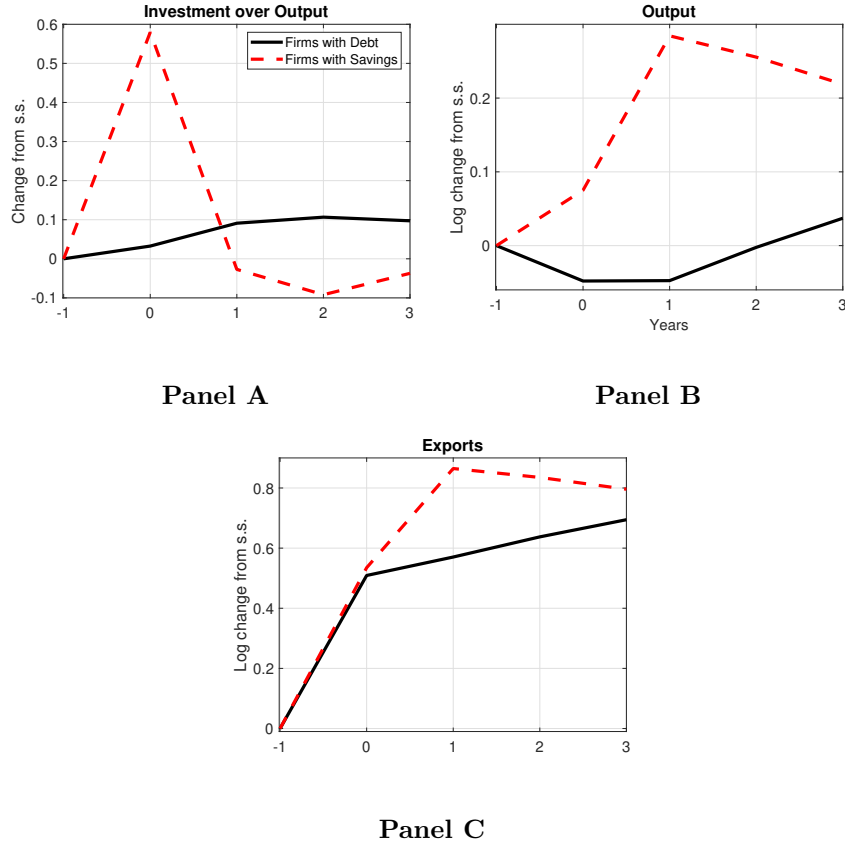 Investment over Output
Firms with Debt
Firms with Savings
Change from s.s.
0.6
0.5
0.4
0.3
0.2
0.1
0
-0.1
-1 0 1 2 3
Panel A
Output
Log change from s.s.
0.2
0.1
0
-1 0 1 2 3
Years
Panel B
Exports
Log change from s.s.
0.8
0.6
0.4
0.2
0
-1 0 1 2 3
Panel C